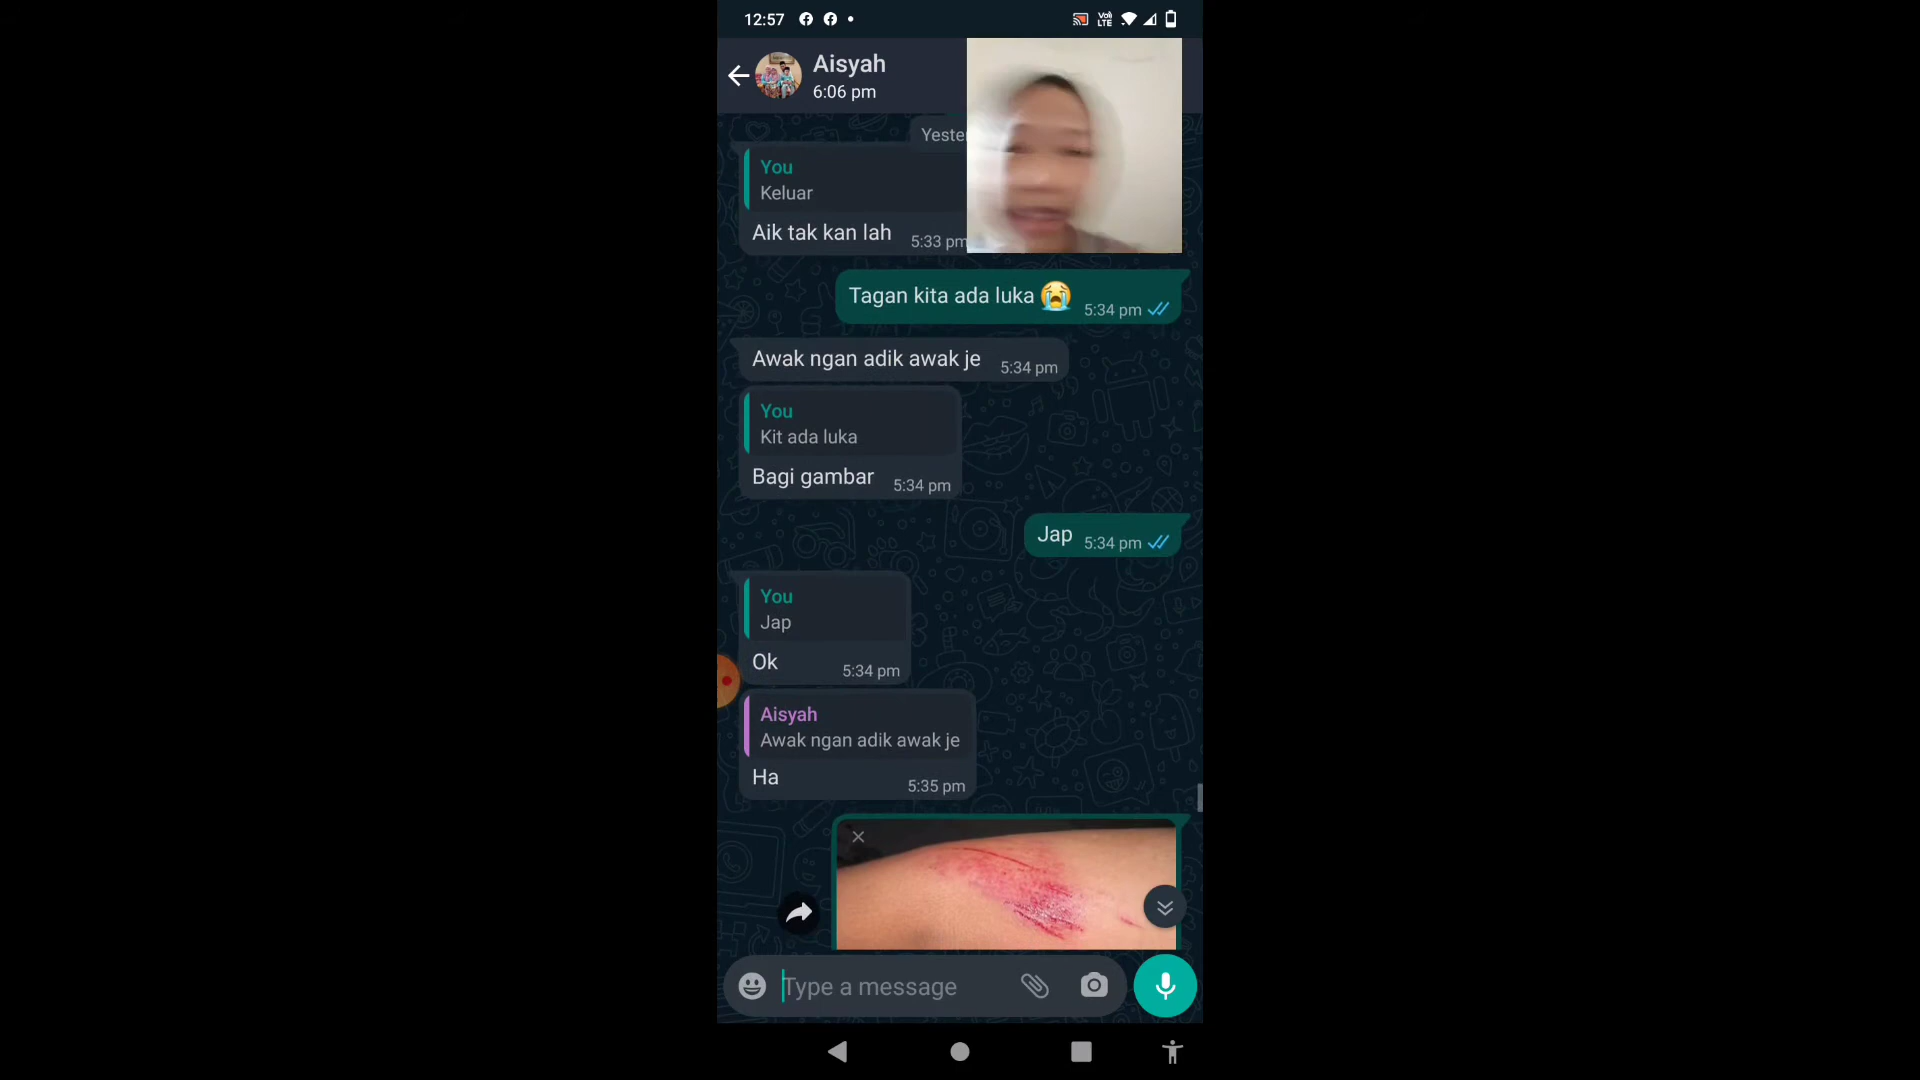 12:57
Vo) LTE
Aisyah
6:06 pm
You
Keluar
Aik tak kan lah 5:33 pm
Tagan kita ada luka 😭 5:34 pm
Awak ngan adik awak je 5:34 pm
You
Kit ada luka
Bagi gambar 5:34 pm
Jap 5:34 pm
You
Jap
Ok 5:34 pm
Aisyah
Awak ngan adik awak je
Ha 5:35 pm
Type a message